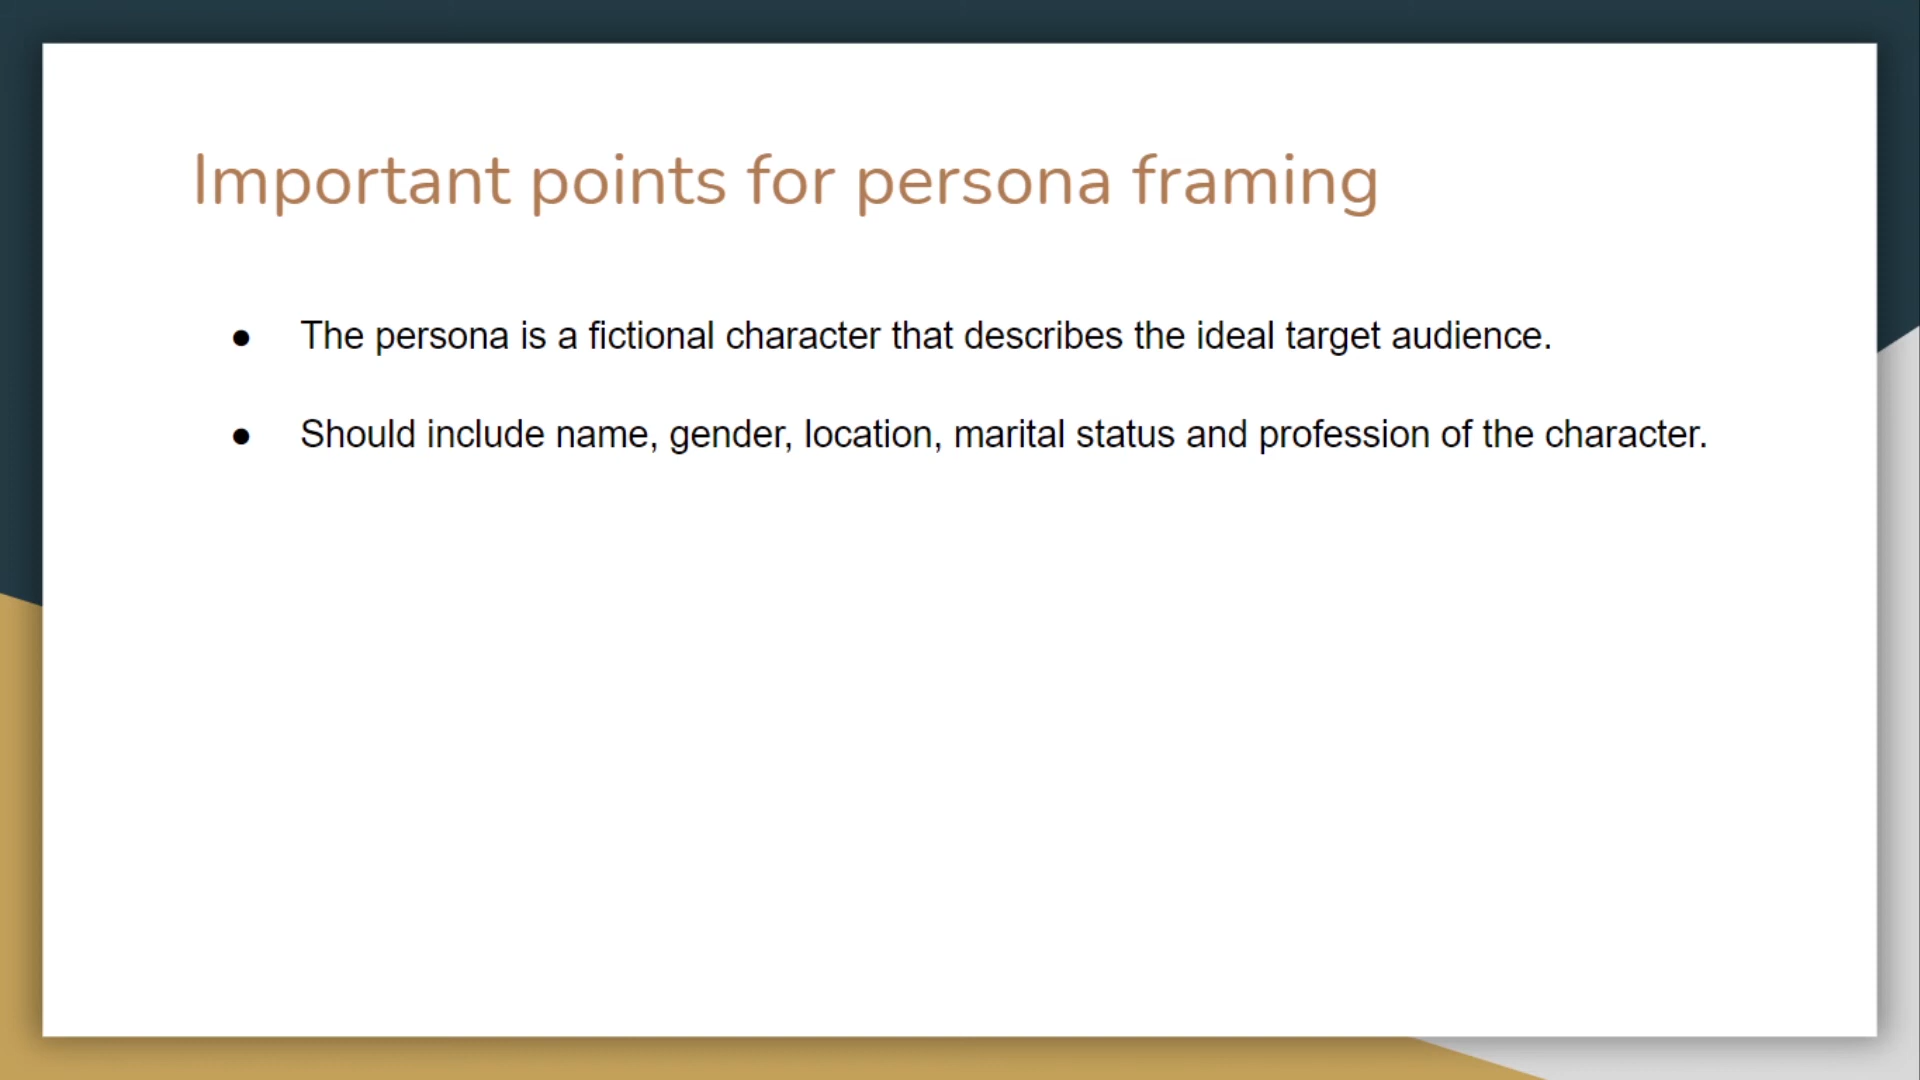 Important points for persona framing
● The persona is a fictional character that describes the ideal target audience.
● Should include name, gender, location, marital status and profession of the character.